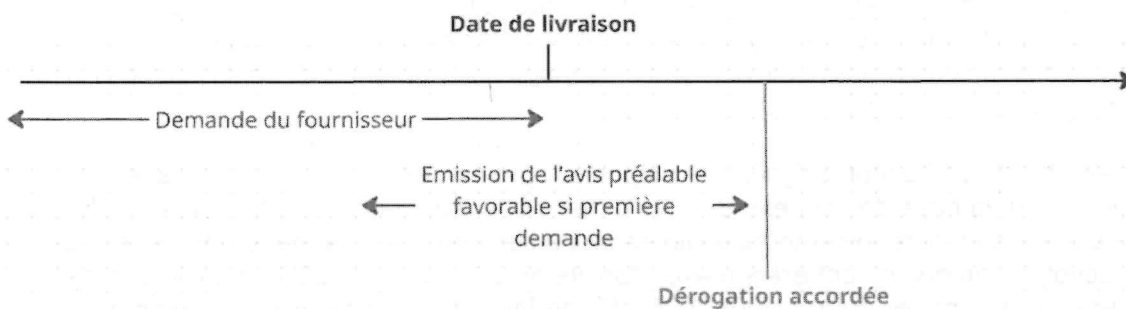 Date de livraison
Demande du fournisseur
Emission de l'avis préalable
favorable si première
demande
Dérogation accordée